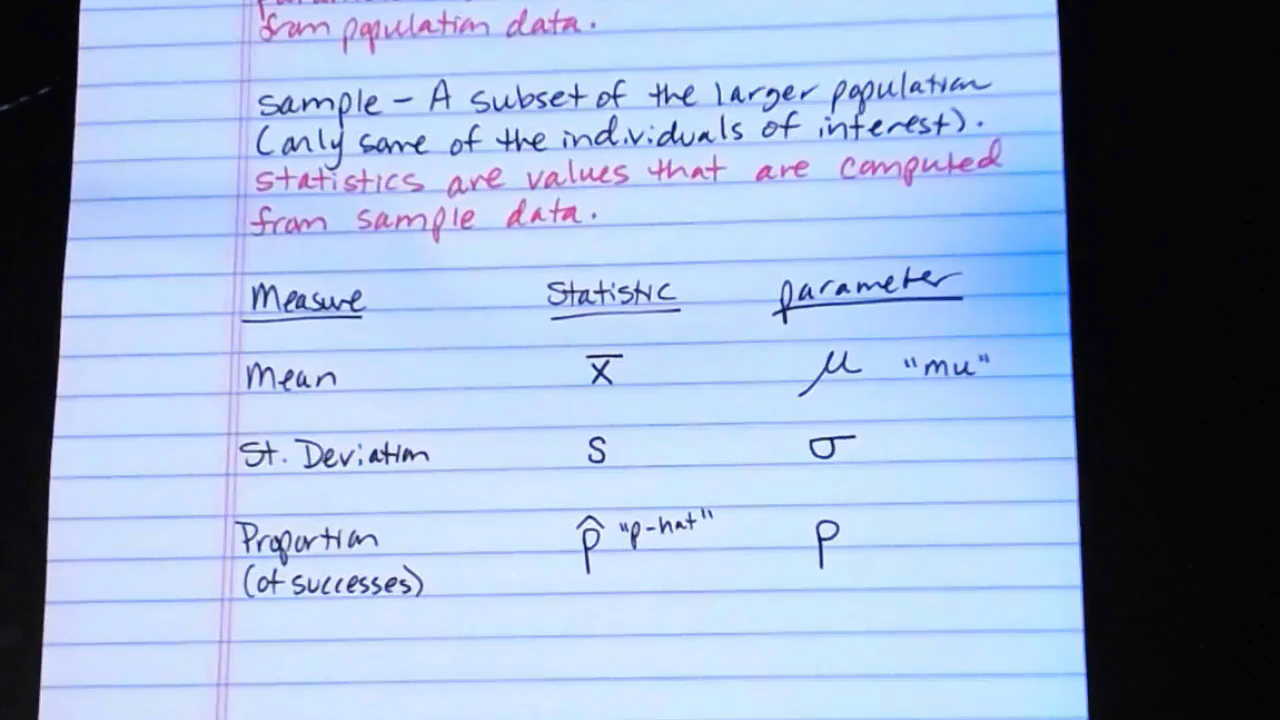 from population data.
sample - A subset of the larger population
(only some of the individuals of interest).
statistics are values that are computed
from sample data.
Measure Statistic parameter
Mean x̄ μ "mu"
St. Deviation s σ
Proportion p̂ "p-hat" p
(of successes)